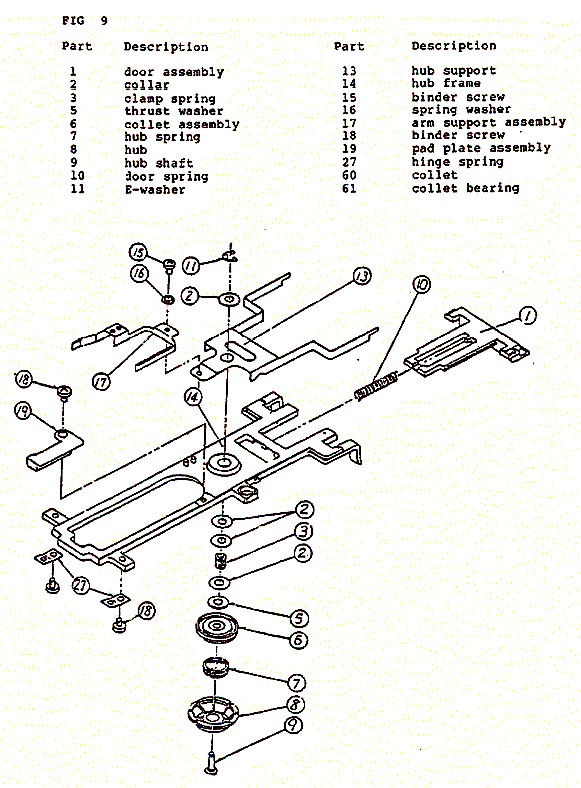 FIG 9
Part Description Part Description
1 door assembly 13 hub support
2 collar 14 hub frame
3 clamp spring 15 binder screw
5 thrust washer 16 spring washer
6 collet assembly 17 arm support assembly
7 hub spring 18 binder screw
8 hub 19 pad plate assembly
9 hub shaft 27 hinge spring
10 door spring 60 collet
11 E-washer 61 collet bearing
15
11
13
16
2
10
1
17
18
14
19
2
3
2
27
18
5
6
7
8
9